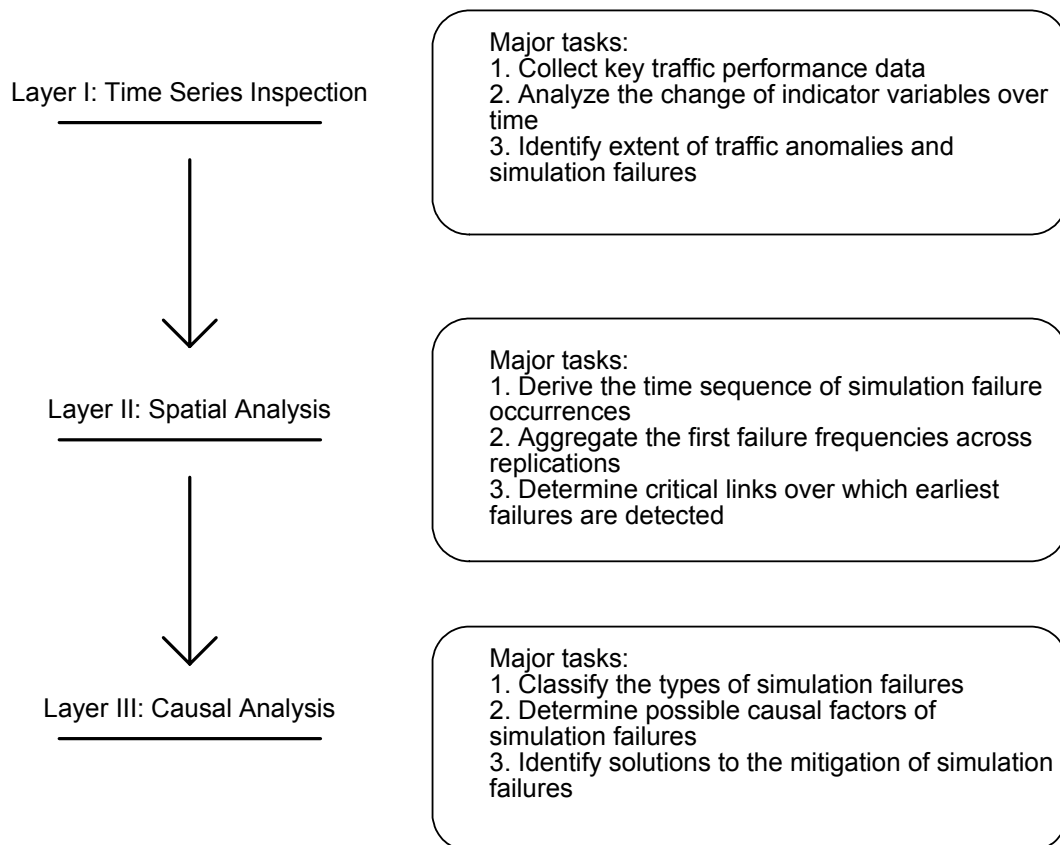 Layer I: Time Series Inspection
Major tasks:
1. Collect key traffic performance data
2. Analyze the change of indicator variables over
time
3. Identify extent of traffic anomalies and
simulation failures
Layer II: Spatial Analysis
Major tasks:
1. Derive the time sequence of simulation failure
occurrences
2. Aggregate the first failure frequencies across
replications
3. Determine critical links over which earliest
failures are detected
Layer III: Causal Analysis
Major tasks:
1. Classify the types of simulation failures
2. Determine possible causal factors of
simulation failures
3. Identify solutions to the mitigation of simulation
failures